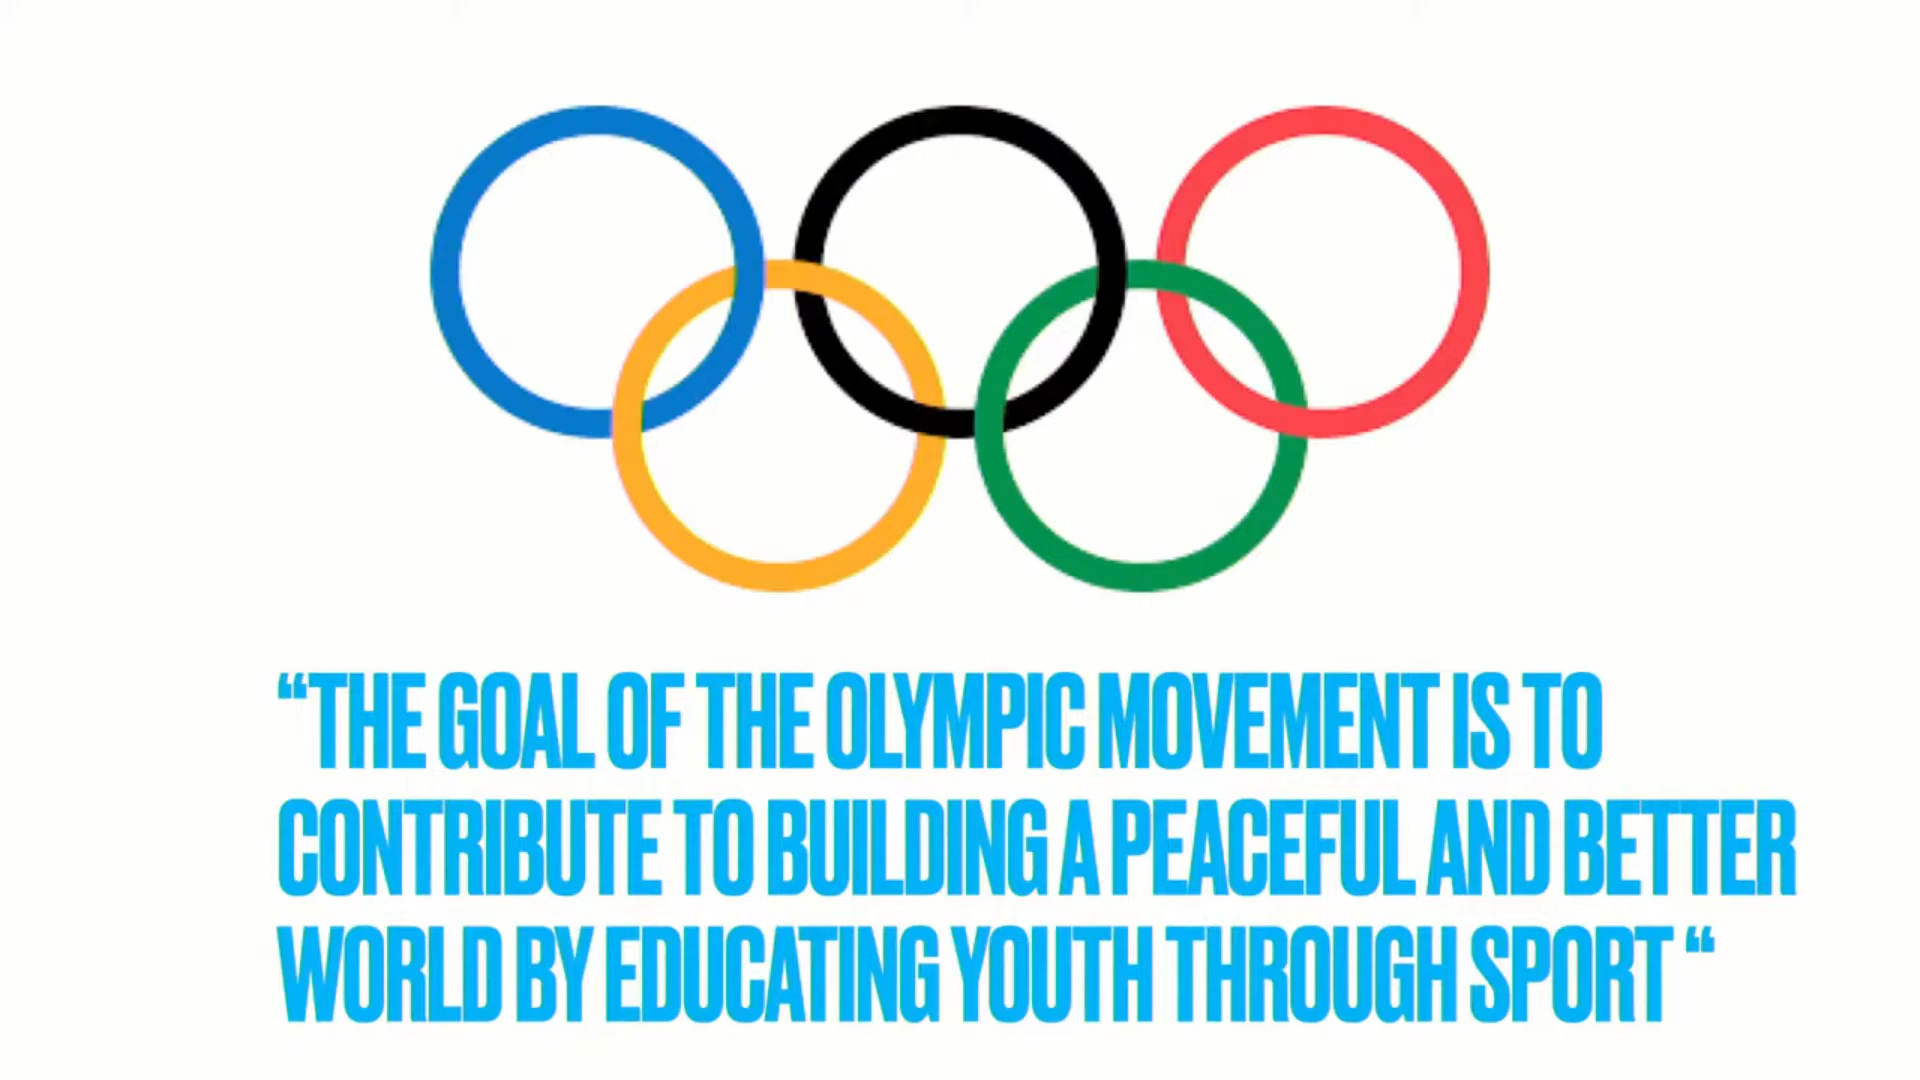 “THE GOAL OF THE OLYMPIC MOVEMENT IS TO
CONTRIBUTE TO BUILDING A PEACEFUL AND BETTER
WORLD BY EDUCATING YOUTH THROUGH SPORT “